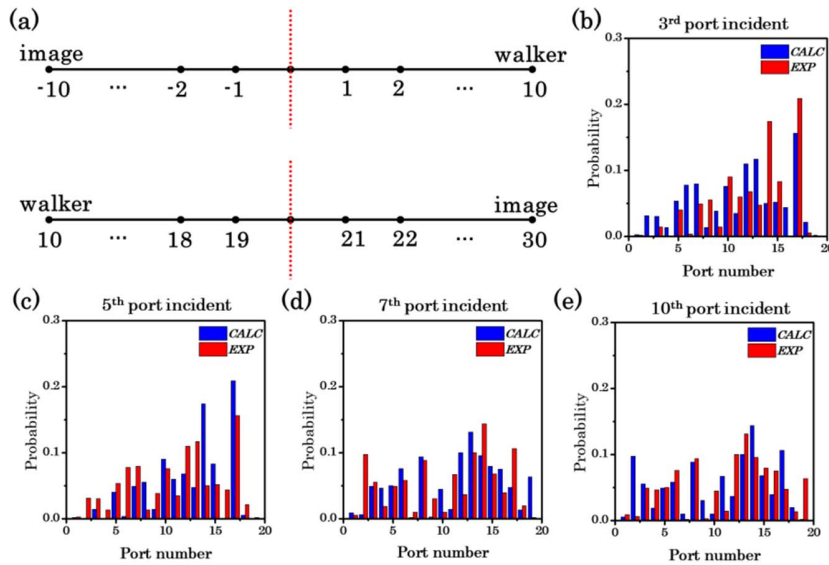 (a)
image
walker
-10 ... -2 -1 1 2 ... 10
walker
image
10 ... 18 19 21 22 ... 30
(b)
3rd port incident
CALC
EXP
0.3
0.2
0.1
0.0
Probability
0 5 10 15 20
Port number
(c)
5th port incident
CALC
EXP
0.3
0.2
0.1
0.0
Probability
0 5 10 15 20
Port number
(d)
7th port incident
CALC
EXP
0.3
0.2
0.1
0.0
Probability
0 5 10 15 20
Port number
(e)
10th port incident
CALC
EXP
0.3
0.2
0.1
0.0
Probability
0 5 10 15 20
Port number